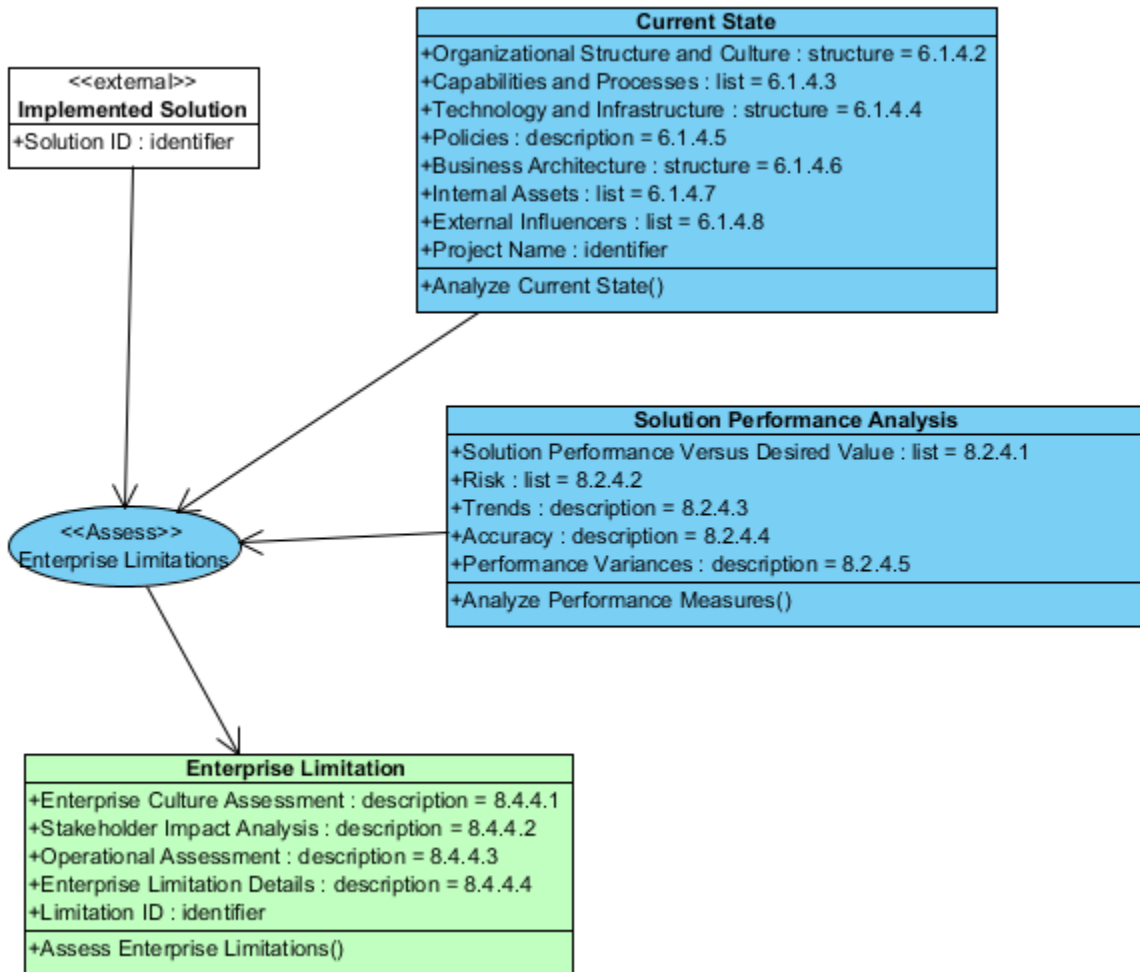 <<external>>
Implemented Solution
+Solution ID : identifier
Current State
+Organizational Structure and Culture : structure = 6.1.4.2
+Capabilities and Processes : list = 6.1.4.3
+Technology and Infrastructure : structure = 6.1.4.4
+Policies : description = 6.1.4.5
+Business Architecture : structure = 6.1.4.6
+Internal Assets : list = 6.1.4.7
+External Influencers : list = 6.1.4.8
+Project Name : identifier
+Analyze Current State()
Solution Performance Analysis
+Solution Performance Versus Desired Value : list = 8.2.4.1
+Risk : list = 8.2.4.2
+Trends : description = 8.2.4.3
+Accuracy : description = 8.2.4.4
+Performance Variances : description = 8.2.4.5
+Analyze Performance Measures()
<<Assess>>
Enterprise Limitations
Enterprise Limitation
+Enterprise Culture Assessment : description = 8.4.4.1
+Stakeholder Impact Analysis : description = 8.4.4.2
+Operational Assessment : description = 8.4.4.3
+Enterprise Limitation Details : description = 8.4.4.4
+Limitation ID : identifier
+Assess Enterprise Limitations()